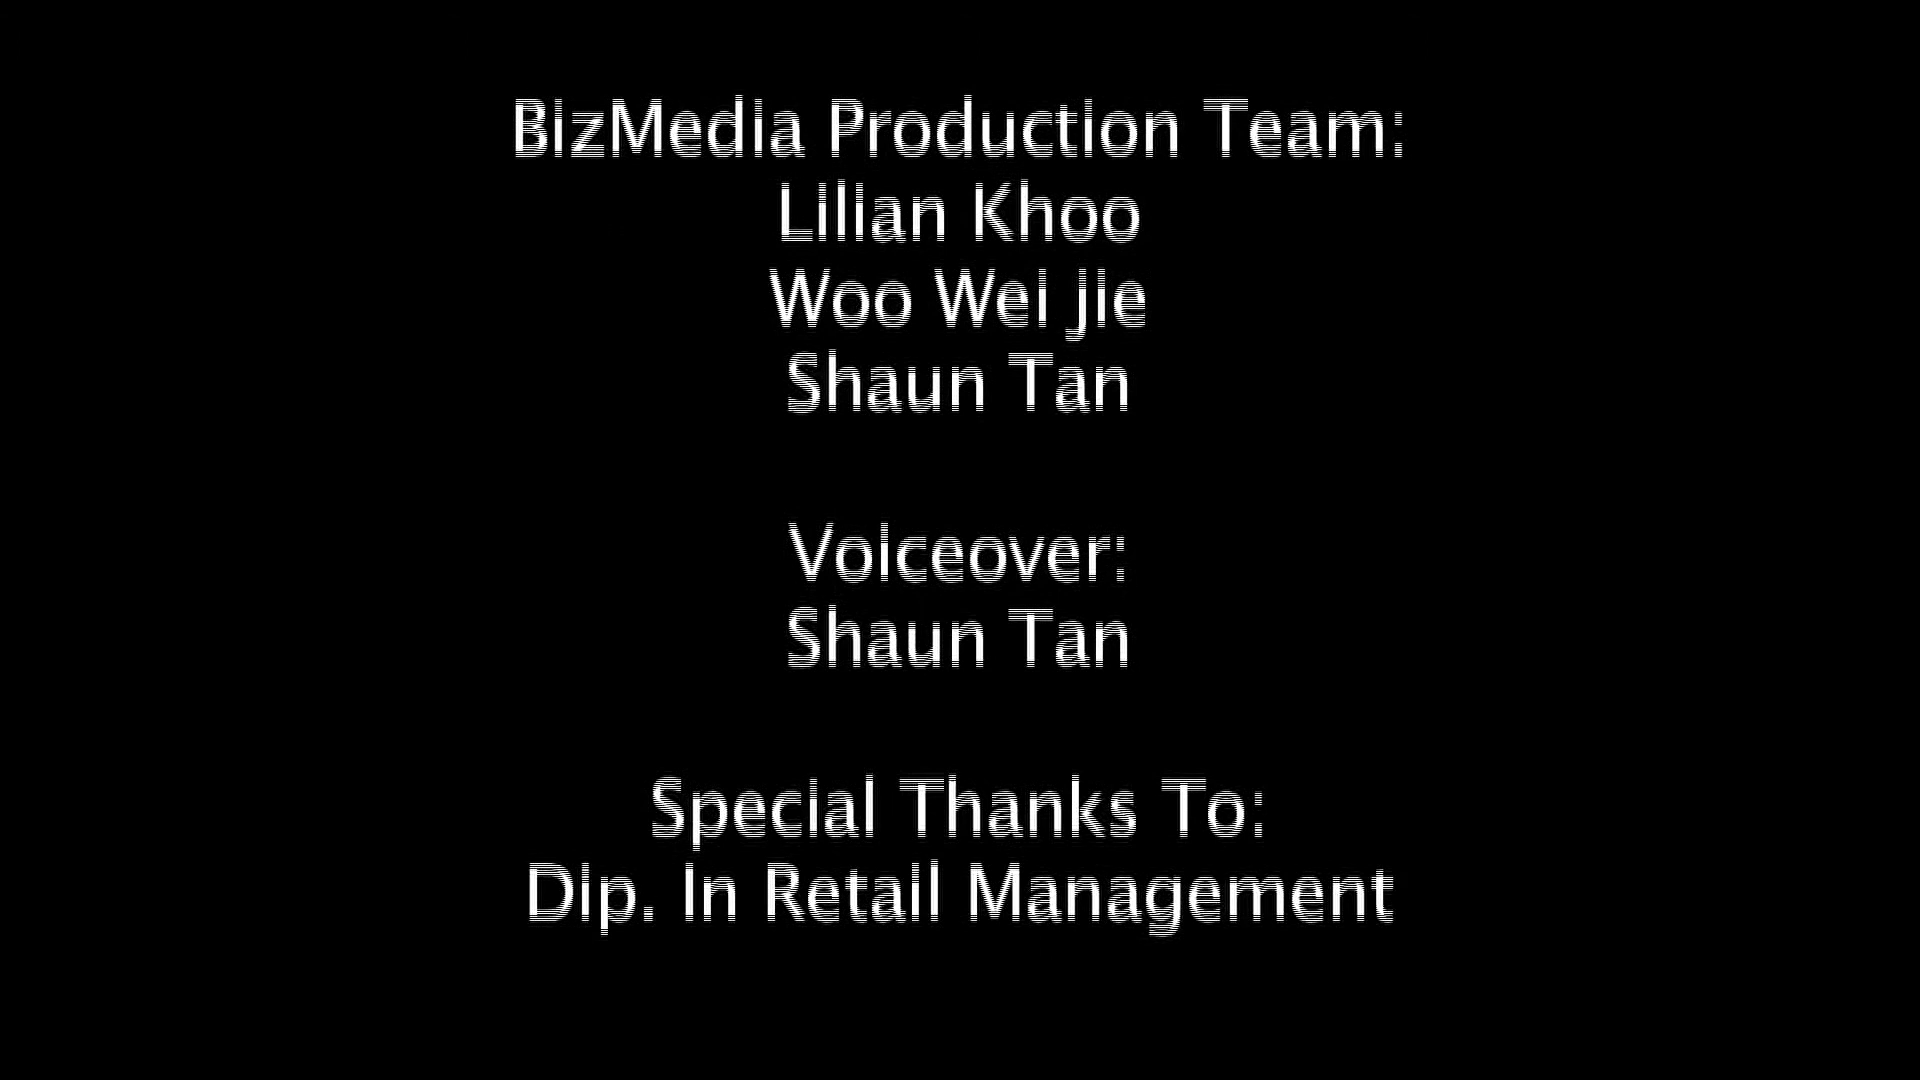 BizMedia Production Team:
Lilian Khoo
Woo Wei Jie
Shaun Tan
Voiceover:
Shaun Tan
Special Thanks To:
Dip. In Retail Management